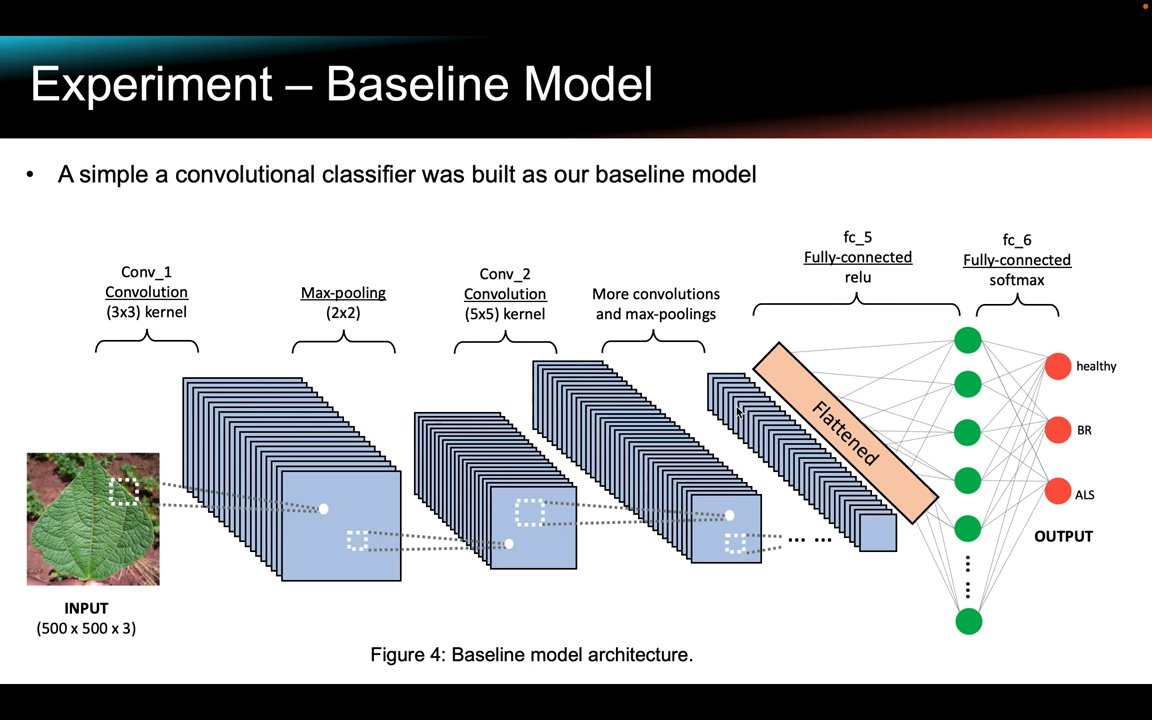 Experiment – Baseline Model
• A simple a convolutional classifier was built as our baseline model
Conv_1
Convolution
(3x3) kernel
Max-pooling
(2x2)
Conv_2
Convolution
(5x5) kernel
More convolutions
and max-poolings
fc_5
Fully-connected
relu
fc_6
Fully-connected
softmax
Flattened
healthy
BR
ALS
OUTPUT
INPUT
(500 x 500 x 3)
Figure 4: Baseline model architecture.